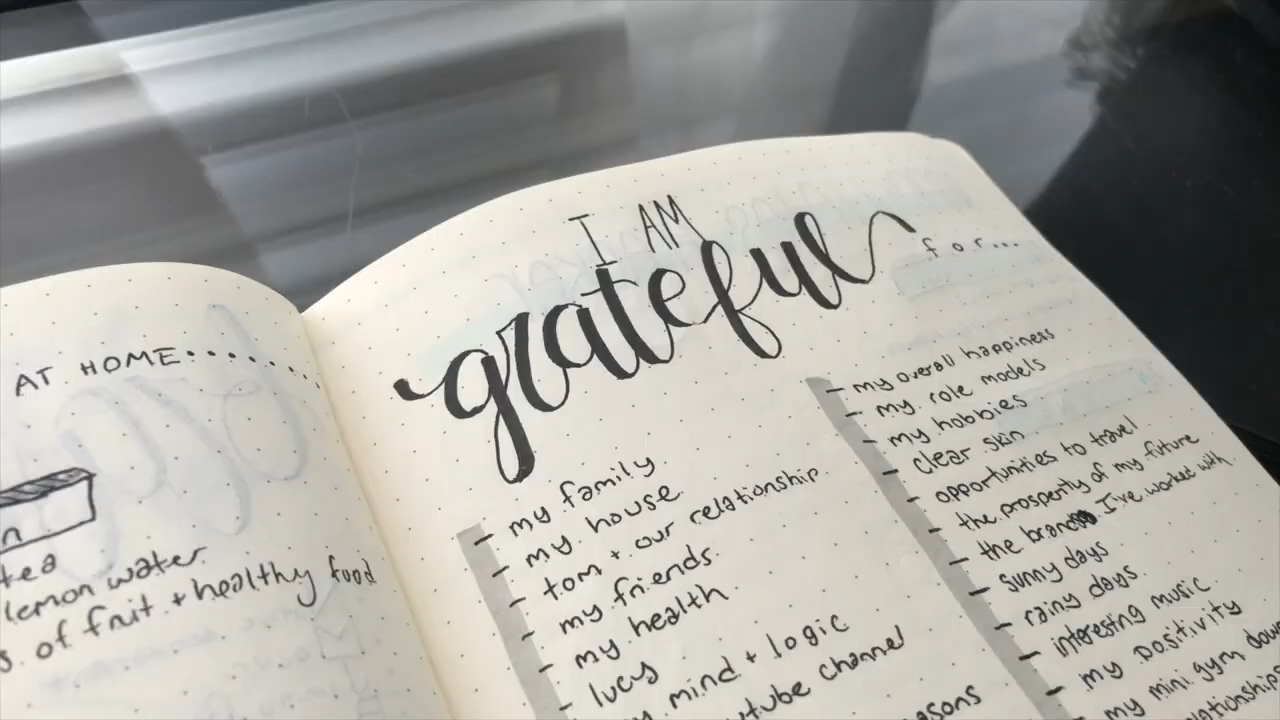 AT HOME........
n
tea
lemon water.
s. of fruit + healthy food
I AM
grateful
for...
- my family
- my house.
- tom + our relationship
- my friends.
- my health
- lucy
mind + logic
channel
- my overall happiness
- my role models
- my hobbies
- clear skin
- opportunities to travel
- the prosperity of my future
- the brands I've worked with
- sunny days
- rainy days
- interesting music
- my positivity
- my mini gym